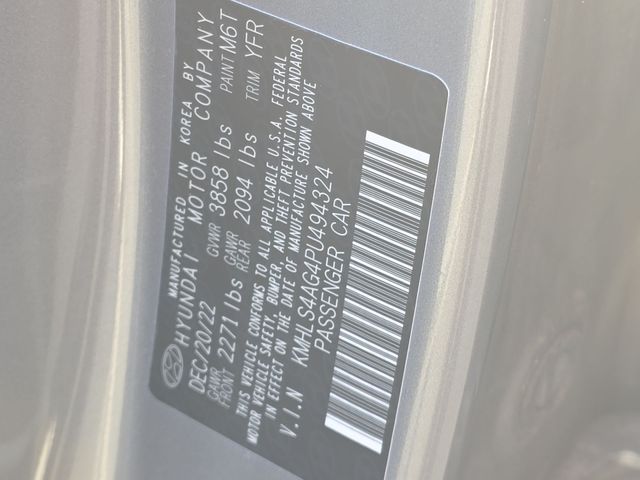 MANUFACTURED IN KOREA BY
HYUNDAI MOTOR COMPANY
DEC/20/22 GVWR 3858 lbs PAINT M6T
GAWR FRONT 2271 lbs GAWR REAR 2094 lbs TRIM YFR
THIS VEHICLE CONFORMS TO ALL APPLICABLE U.S.A. FEDERAL
MOTOR VEHICLE SAFETY, BUMPER, AND THEFT PREVENTION STANDARDS
IN EFFECT ON THE DATE OF MANUFACTURE SHOWN ABOVE
V.I.N KMHLS4AG4PU494324
PASSENGER CAR